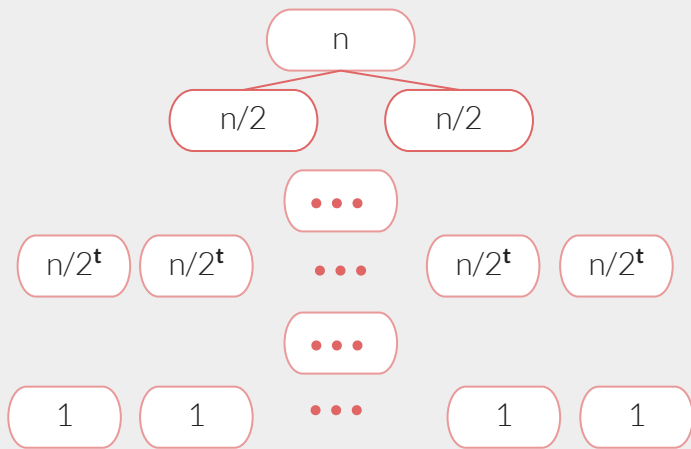 n
n/2 n/2
•••
n/2ᵗ n/2ᵗ ••• n/2ᵗ n/2ᵗ
•••
1 1 ••• 1 1